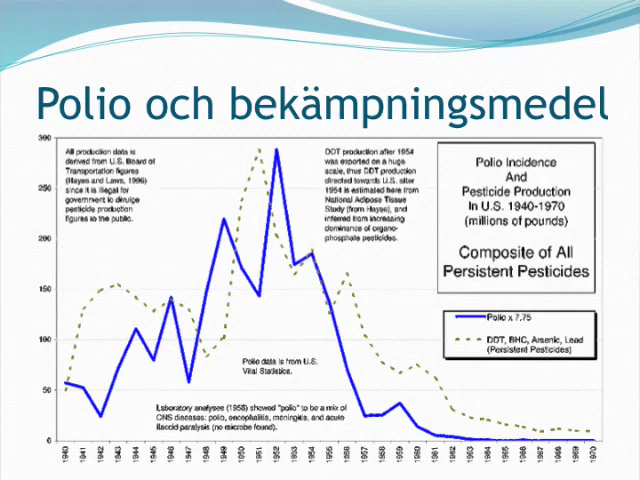 Polio och bekämpningsmedel
300
250
200
150
100
50
0
All production data is
derived from U.S. Board of
Transportation figures
(Hayes and Laws, 1996)
since it is illegal for
government to divulge
pesticide production
figures to the public.
DDT production after 1954
was exported on a huge
scale, thus DDT production
directed towards U.S. after
1954 is estimated here from
National Adipose Tissue
Study (from Hayes), and
inferred from increasing
dominance of organo-
phosphate pesticides.
Polio Incidence
And
Pesticide Production
In U.S. 1940-1970
(millions of pounds)
Composite of All
Persistent Pesticides
Polio x 7.75
DDT, BHC, Arsenic, Lead
(Persistent Pesticides)
Polio data is from U.S.
Vital Statistics.
Laboratory analyses (1958) showed "polio" to be a mix of
CNS diseases: polio, encephalitis, meningitis, and acute
flaccid paralysis (no microbe found).
1940
1941
1942
1943
1944
1945
1946
1947
1948
1949
1950
1951
1952
1953
1954
1955
1956
1957
1958
1959
1960
1961
1962
1963
1964
1965
1966
1967
1968
1969
1970